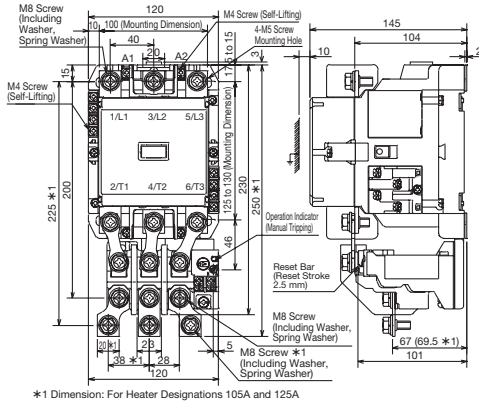 M8 Screw
(Including
Washer,
Spring Washer)
120
10
100 (Mounting Dimension)
40
20
A1
A2
M4 Screw (Self-Lifting)
4-M5 Screw
Mounting Hole
15
17.5 to 15
3
M4 Screw
(Self-Lifting)
1/L1 3/L2 5/L3
2/T1 4/T2 6/T3
125 to 130 (Mounting Dimension)
225 *1
200
230
250 *1
46
Operation Indicator
(Manual Tripping)
Reset Bar
(Reset Stroke
2.5 mm)
M8 Screw
(Including Washer,
Spring Washer)
M8 Screw *1
(Including Washer,
Spring Washer)
20 *1
23
38 *1
28
5
120
145
104
10
2
67 (69.5 *1)
101
*1 Dimension: For Heater Designations 105A and 125A